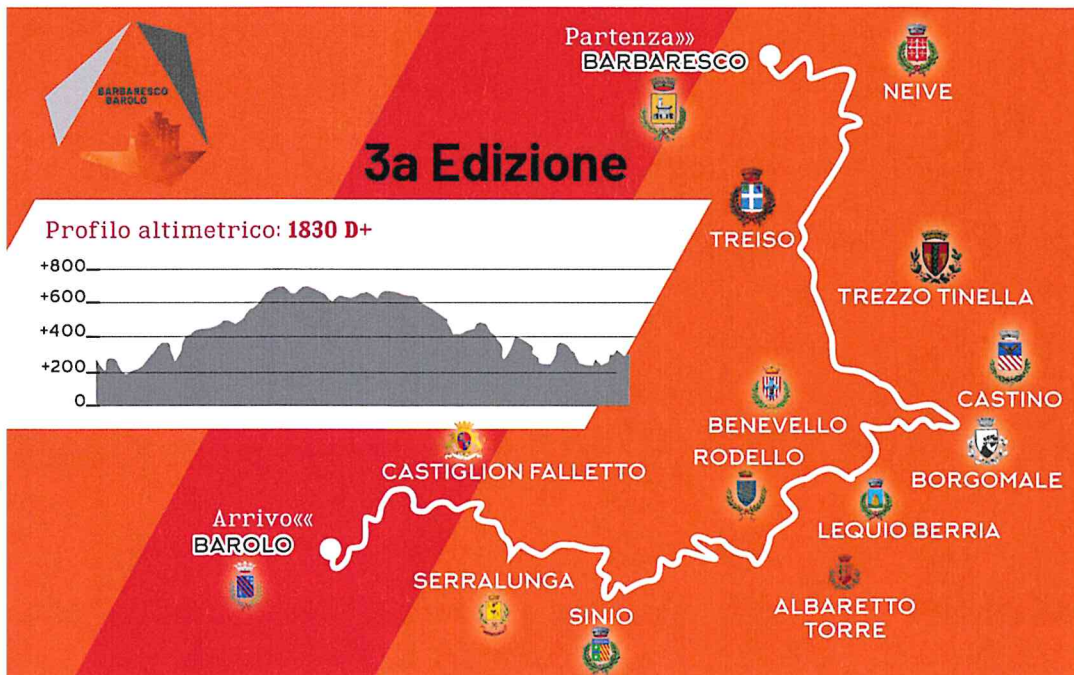 BARBARESCO
BAROLO
Partenza»»
BARBARESCO
NEIVE
3a Edizione
TREISO
Profilo altimetrico: 1830 D+
+800
+600
+400
+200
0
TREZZO TINELLA
CASTINO
BENEVELLO
BORGOMALE
RODELLO
CASTIGLION FALLETTO
LEQUIO BERRIA
Arrivo««
BAROLO
SERRALUNGA
SINIO
ALBARETTO
TORRE